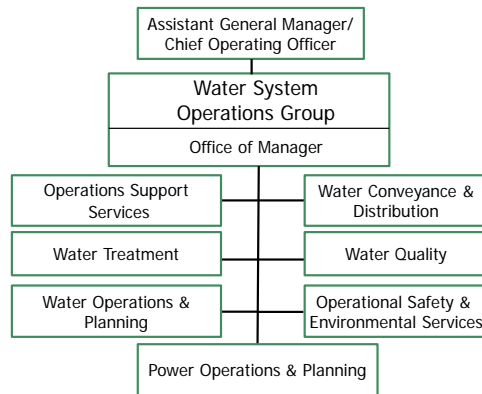 Assistant General Manager/
Chief Operating Officer
Water System
Operations Group
Office of Manager
Operations Support
Services
Water Conveyance &
Distribution
Water Treatment
Water Quality
Water Operations &
Planning
Operational Safety &
Environmental Services
Power Operations & Planning